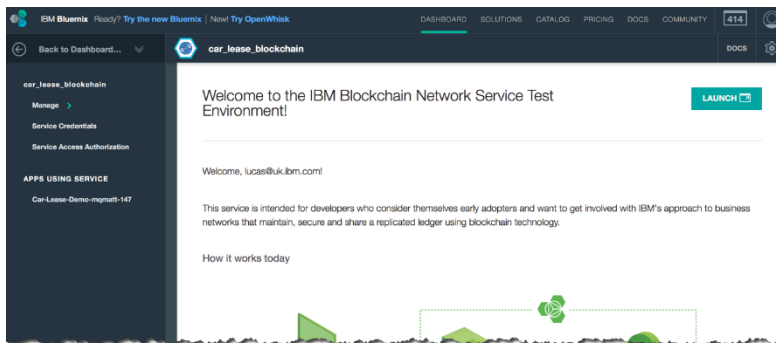 IBM Bluemix Ready? Try the new Bluemix | New! Try OpenWhisk DASHBOARD SOLUTIONS CATALOG PRICING DOCS COMMUNITY 414
Back to Dashboard... car_lease_blockchain DOCS
car_lease_blockchain
Manage
Service Credentials
Service Access Authorization
APPS USING SERVICE
Car-Lease-Demo-mqmatt-147
Welcome to the IBM Blockchain Network Service Test
Environment!
LAUNCH
Welcome, lucas@uk.ibm.com!
This service is intended for developers who consider themselves early adopters and want to get involved with IBM's approach to business
networks that maintain, secure and share a replicated ledger using blockchain technology.
How it works today